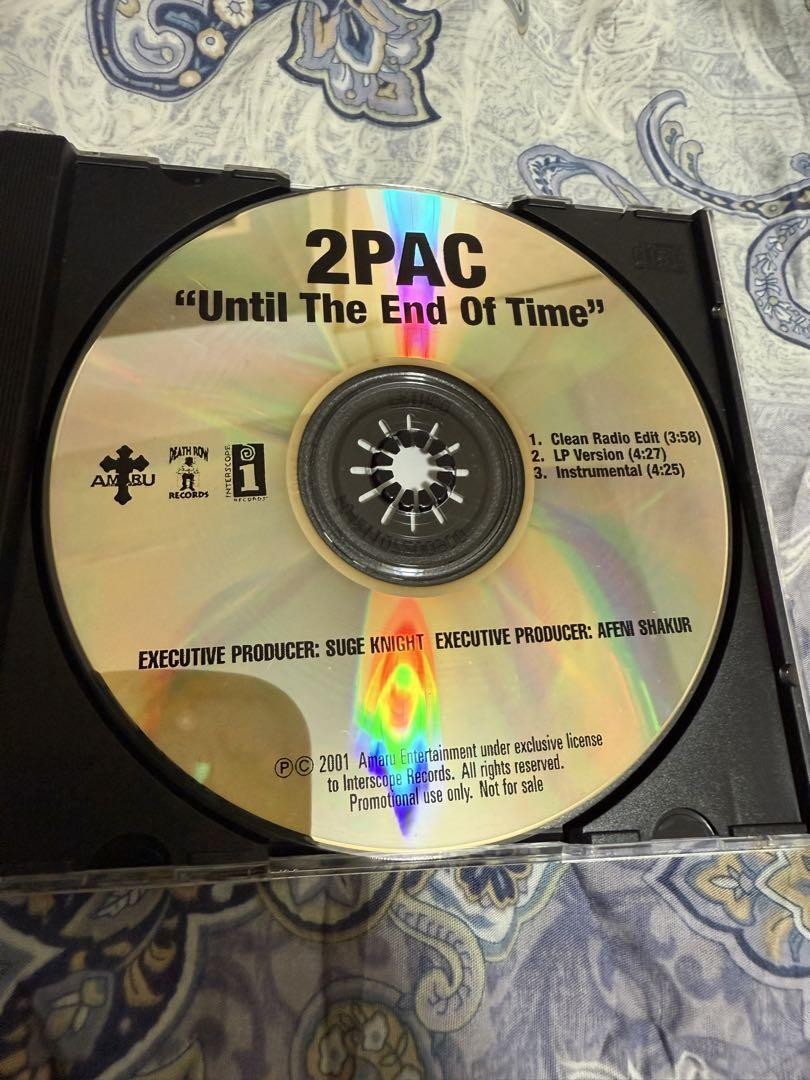 2PAC
“Until The End Of Time”
1. Clean Radio Edit (3:58)
2. LP Version (4:27)
3. Instrumental (4:25)
AMARU
DEATH ROW
RECORDS
INTERSCOPE
i
RECORDS
EXECUTIVE PRODUCER: SUGE KNIGHT EXECUTIVE PRODUCER: AFENI SHAKUR
ⓅⒸ 2001 Amaru Entertainment under exclusive license
to Interscope Records. All rights reserved.
Promotional use only. Not for sale